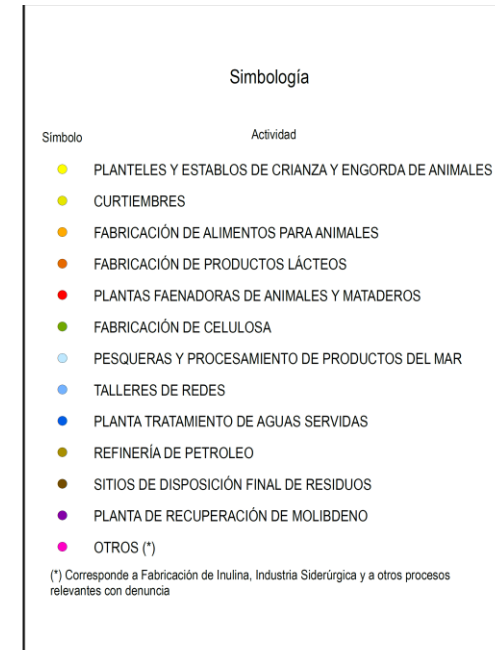 Simbología
Símbolo Actividad
PLANTELES Y ESTABLOS DE CRIANZA Y ENGORDA DE ANIMALES
CURTIEMBRES
FABRICACIÓN DE ALIMENTOS PARA ANIMALES
FABRICACIÓN DE PRODUCTOS LÁCTEOS
PLANTAS FAENADORAS DE ANIMALES Y MATADEROS
FABRICACIÓN DE CELULOSA
PESQUERAS Y PROCESAMIENTO DE PRODUCTOS DEL MAR
TALLERES DE REDES
PLANTA TRATAMIENTO DE AGUAS SERVIDAS
REFINERÍA DE PETROLEO
SITIOS DE DISPOSICIÓN FINAL DE RESIDUOS
PLANTA DE RECUPERACIÓN DE MOLIBDENO
OTROS (*)
(*) Corresponde a Fabricación de Inulina, Industria Siderúrgica y a otros procesos
relevantes con denuncia